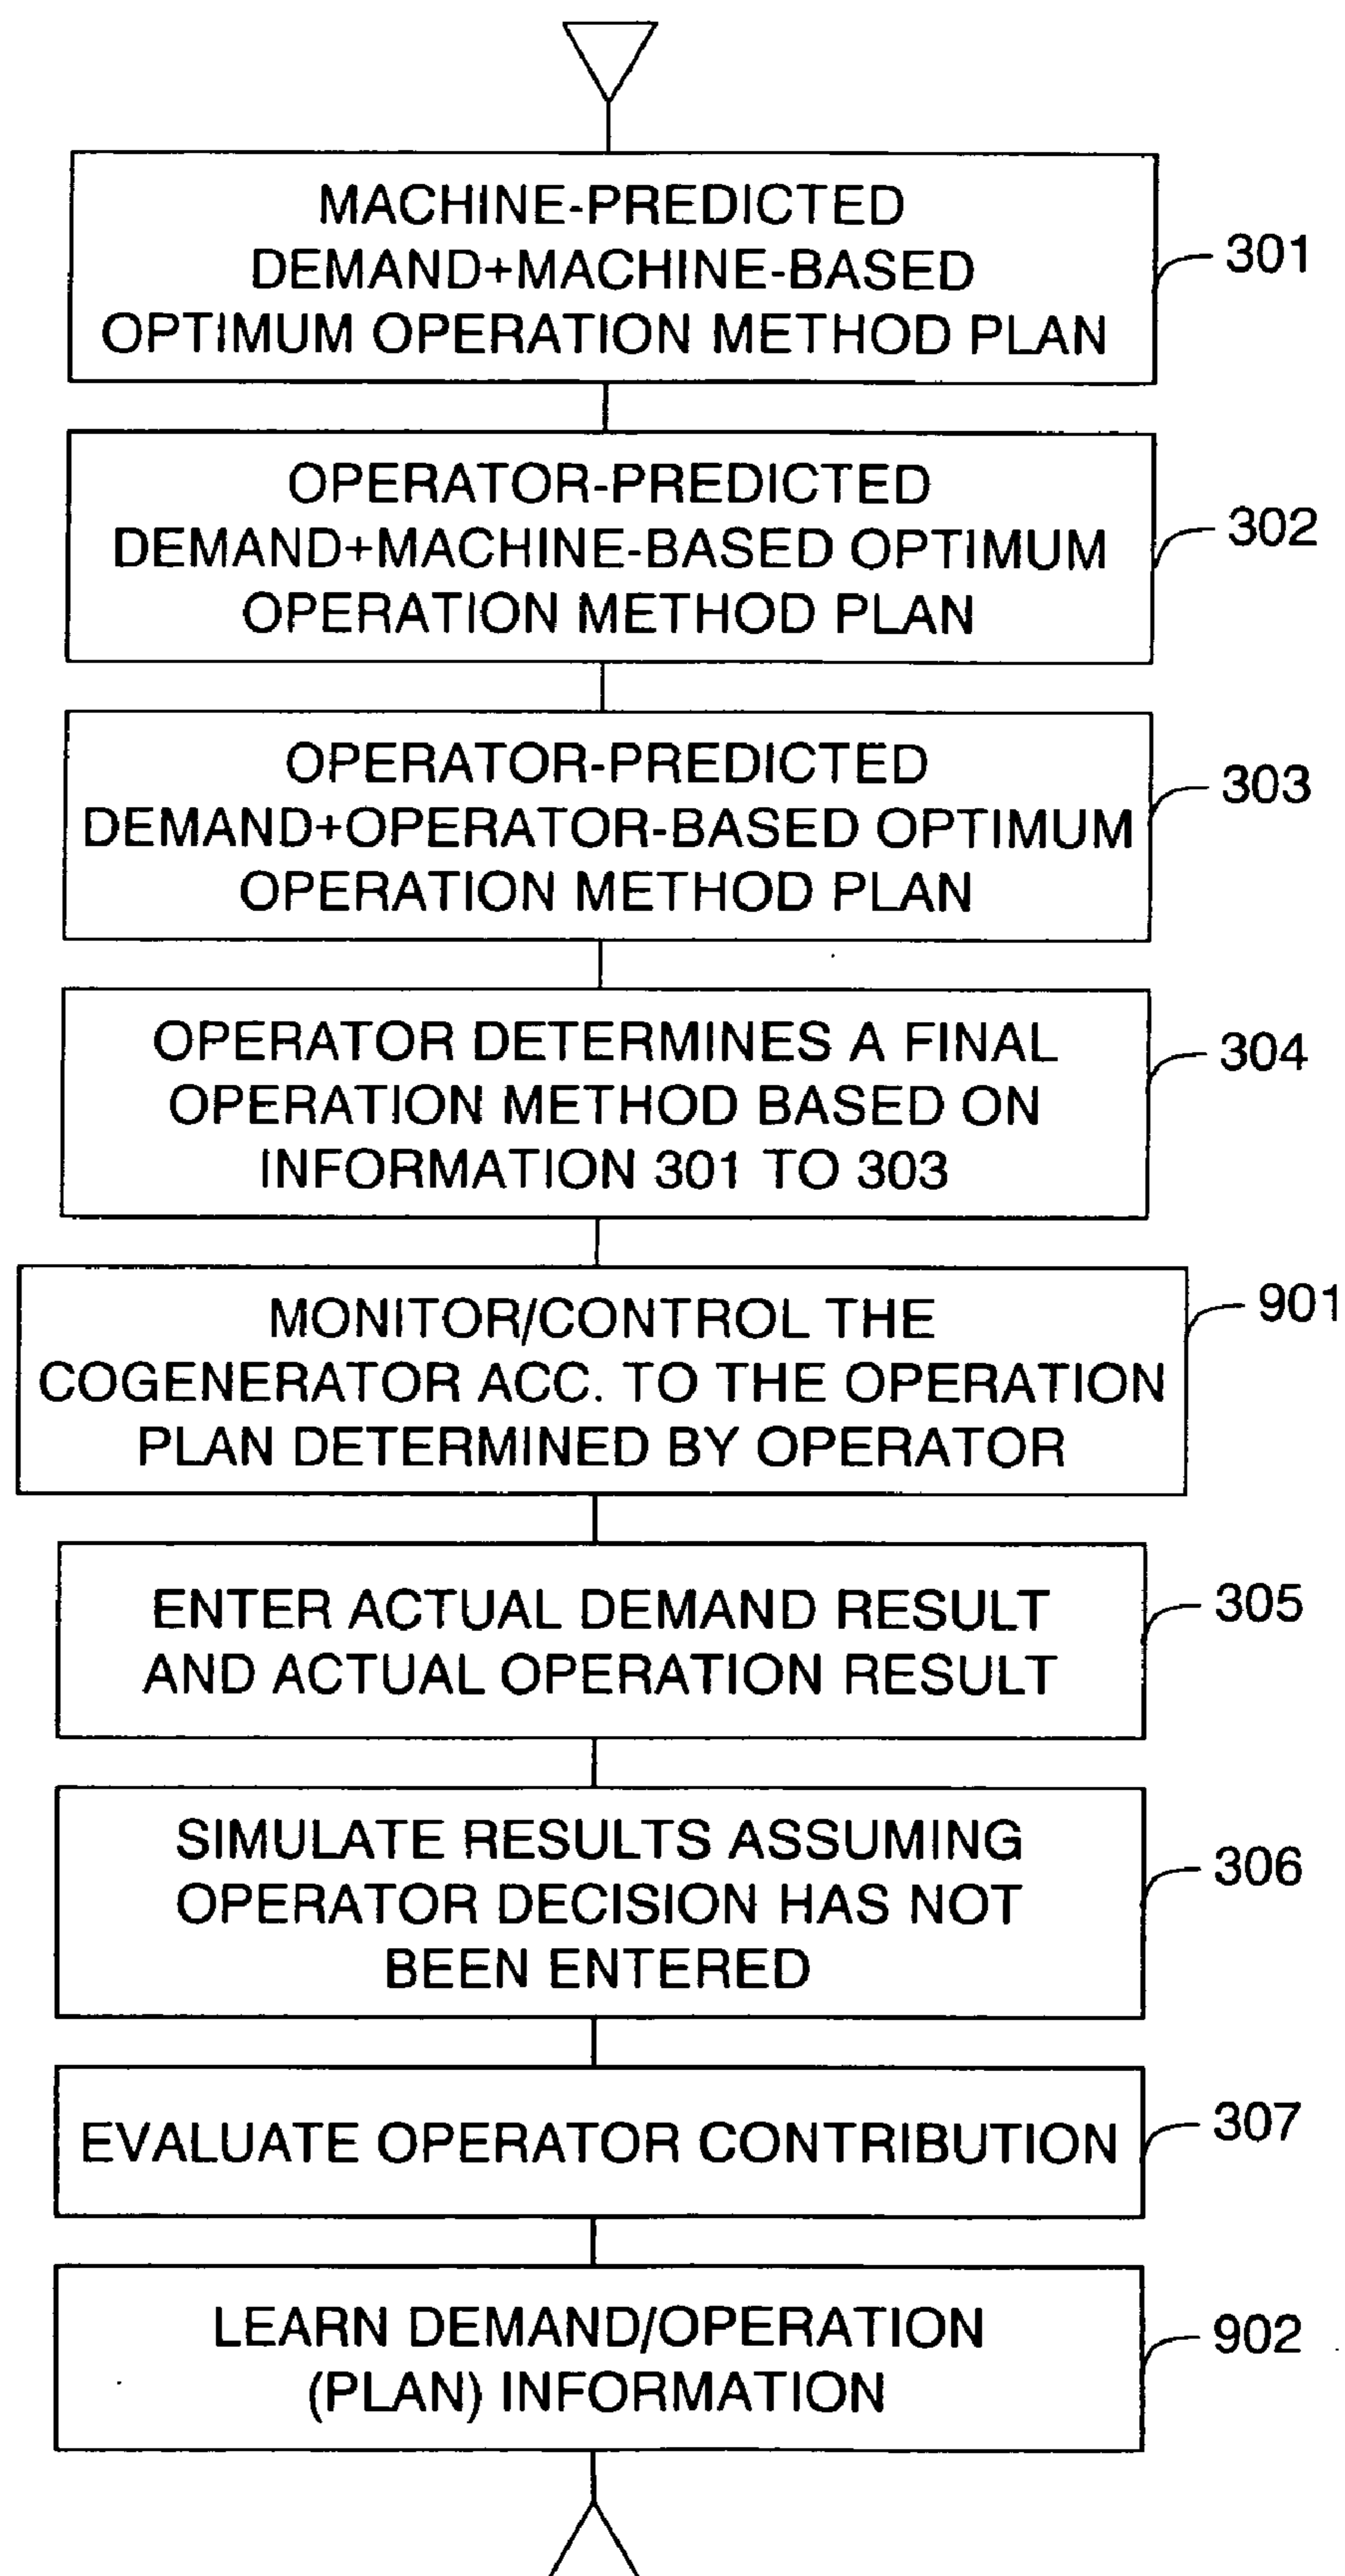 MACHINE-PREDICTED
DEMAND+MACHINE-BASED
OPTIMUM OPERATION METHOD PLAN
301
OPERATOR-PREDICTED
DEMAND+MACHINE-BASED OPTIMUM
OPERATION METHOD PLAN
302
OPERATOR-PREDICTED
DEMAND+OPERATOR-BASED OPTIMUM
OPERATION METHOD PLAN
303
OPERATOR DETERMINES A FINAL
OPERATION METHOD BASED ON
INFORMATION 301 TO 303
304
MONITOR/CONTROL THE
COGENERATOR ACC. TO THE OPERATION
PLAN DETERMINED BY OPERATOR
901
ENTER ACTUAL DEMAND RESULT
AND ACTUAL OPERATION RESULT
305
SIMULATE RESULTS ASSUMING
OPERATOR DECISION HAS NOT
BEEN ENTERED
306
EVALUATE OPERATOR CONTRIBUTION
307
LEARN DEMAND/OPERATION
(PLAN) INFORMATION
902